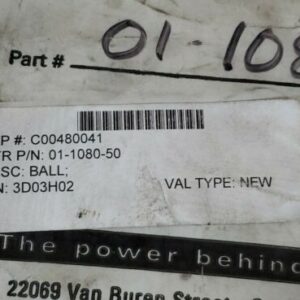 Part # 01-108
P #: C00480041
R P/N: 01-1080-50
SC: BALL;
N: 3D03H02 VAL TYPE: NEW
The power behind
22069 Van Buren Street